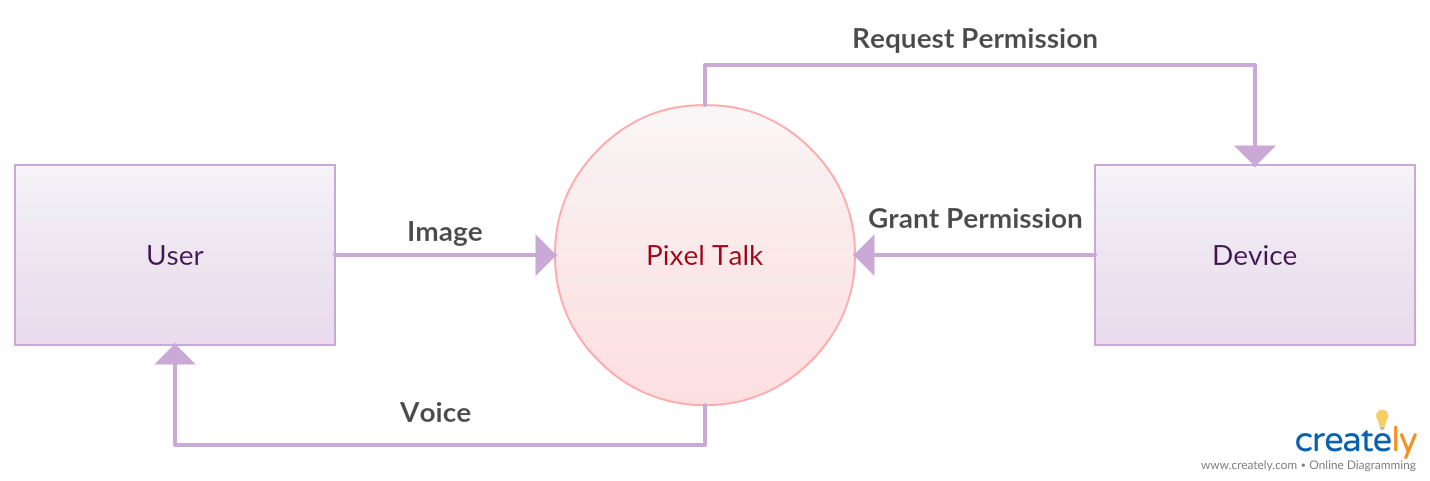 Request Permission
Grant Permission
Image
User
Pixel Talk
Device
Voice
creately
www.creately.com • Online Diagramming